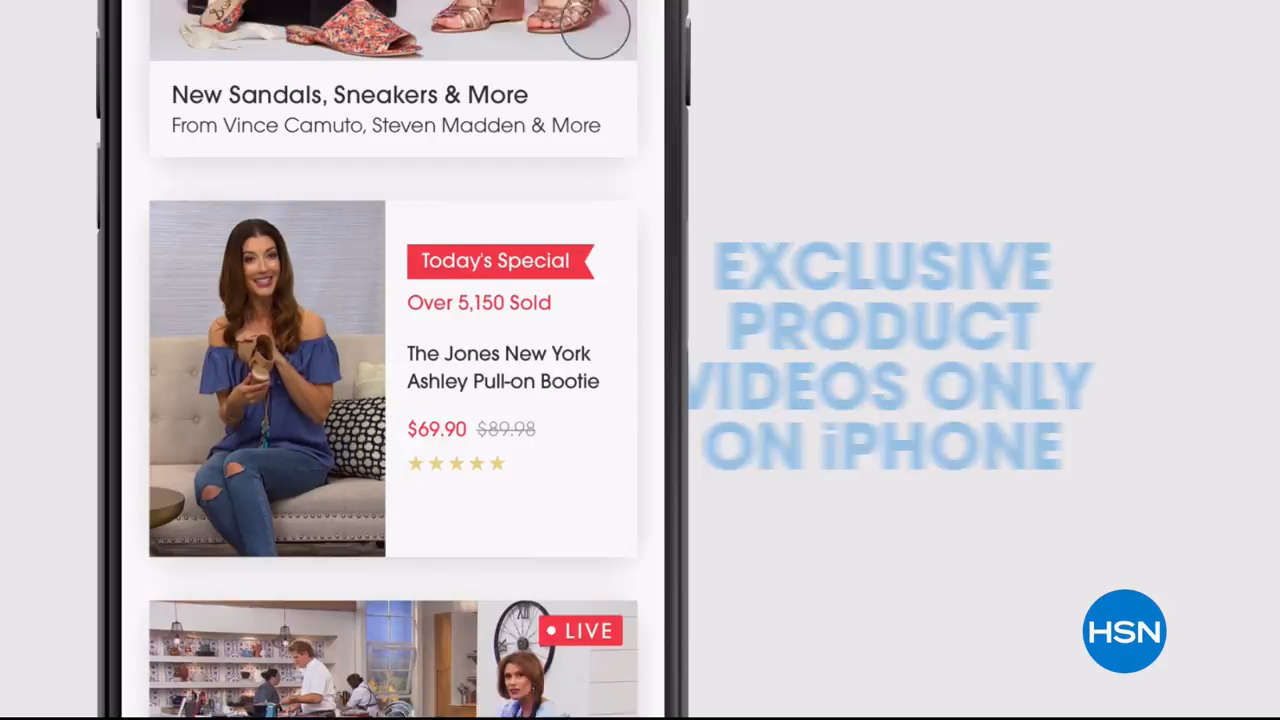 New Sandals, Sneakers & More
From Vince Camuto, Steven Madden & More
Today's Special
Over 5,150 Sold
The Jones New York
Ashley Pull-on Bootie
$69.90 $89.98
LIVE
EXCLUSIVE
PRODUCT
VIDEOS ONLY
ON iPHONE
HSN